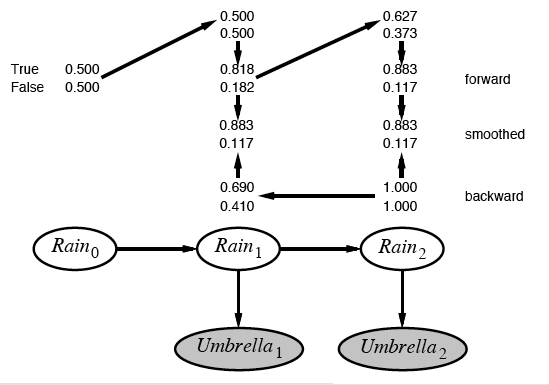 0.500 0.627
0.500 0.373
True 0.500 0.818 0.883 forward
False 0.500 0.182 0.117
0.883 0.883 smoothed
0.117 0.117
0.690 1.000 backward
0.410 1.000
Rain0 Rain1 Rain2
Umbrella1 Umbrella2